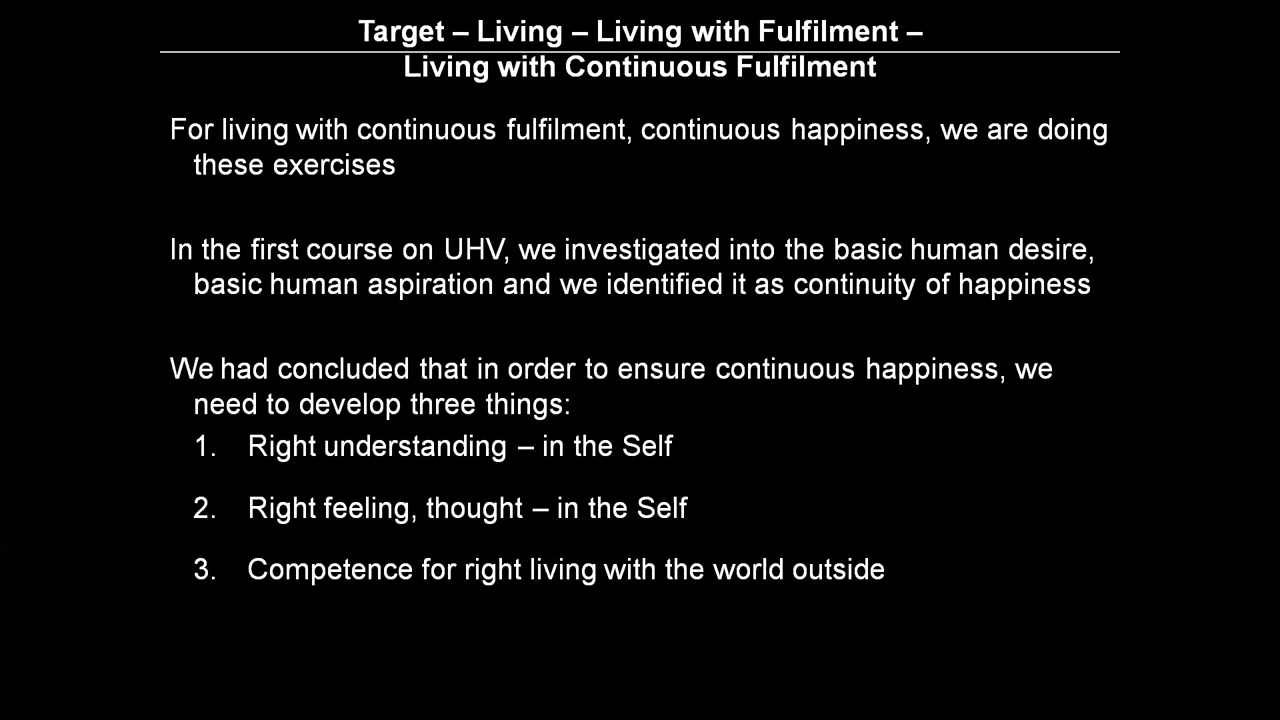 Target – Living – Living with Fulfilment –
Living with Continuous Fulfilment
For living with continuous fulfilment, continuous happiness, we are doing
these exercises
In the first course on UHV, we investigated into the basic human desire,
basic human aspiration and we identified it as continuity of happiness
We had concluded that in order to ensure continuous happiness, we
need to develop three things:
1. Right understanding – in the Self
2. Right feeling, thought – in the Self
3. Competence for right living with the world outside